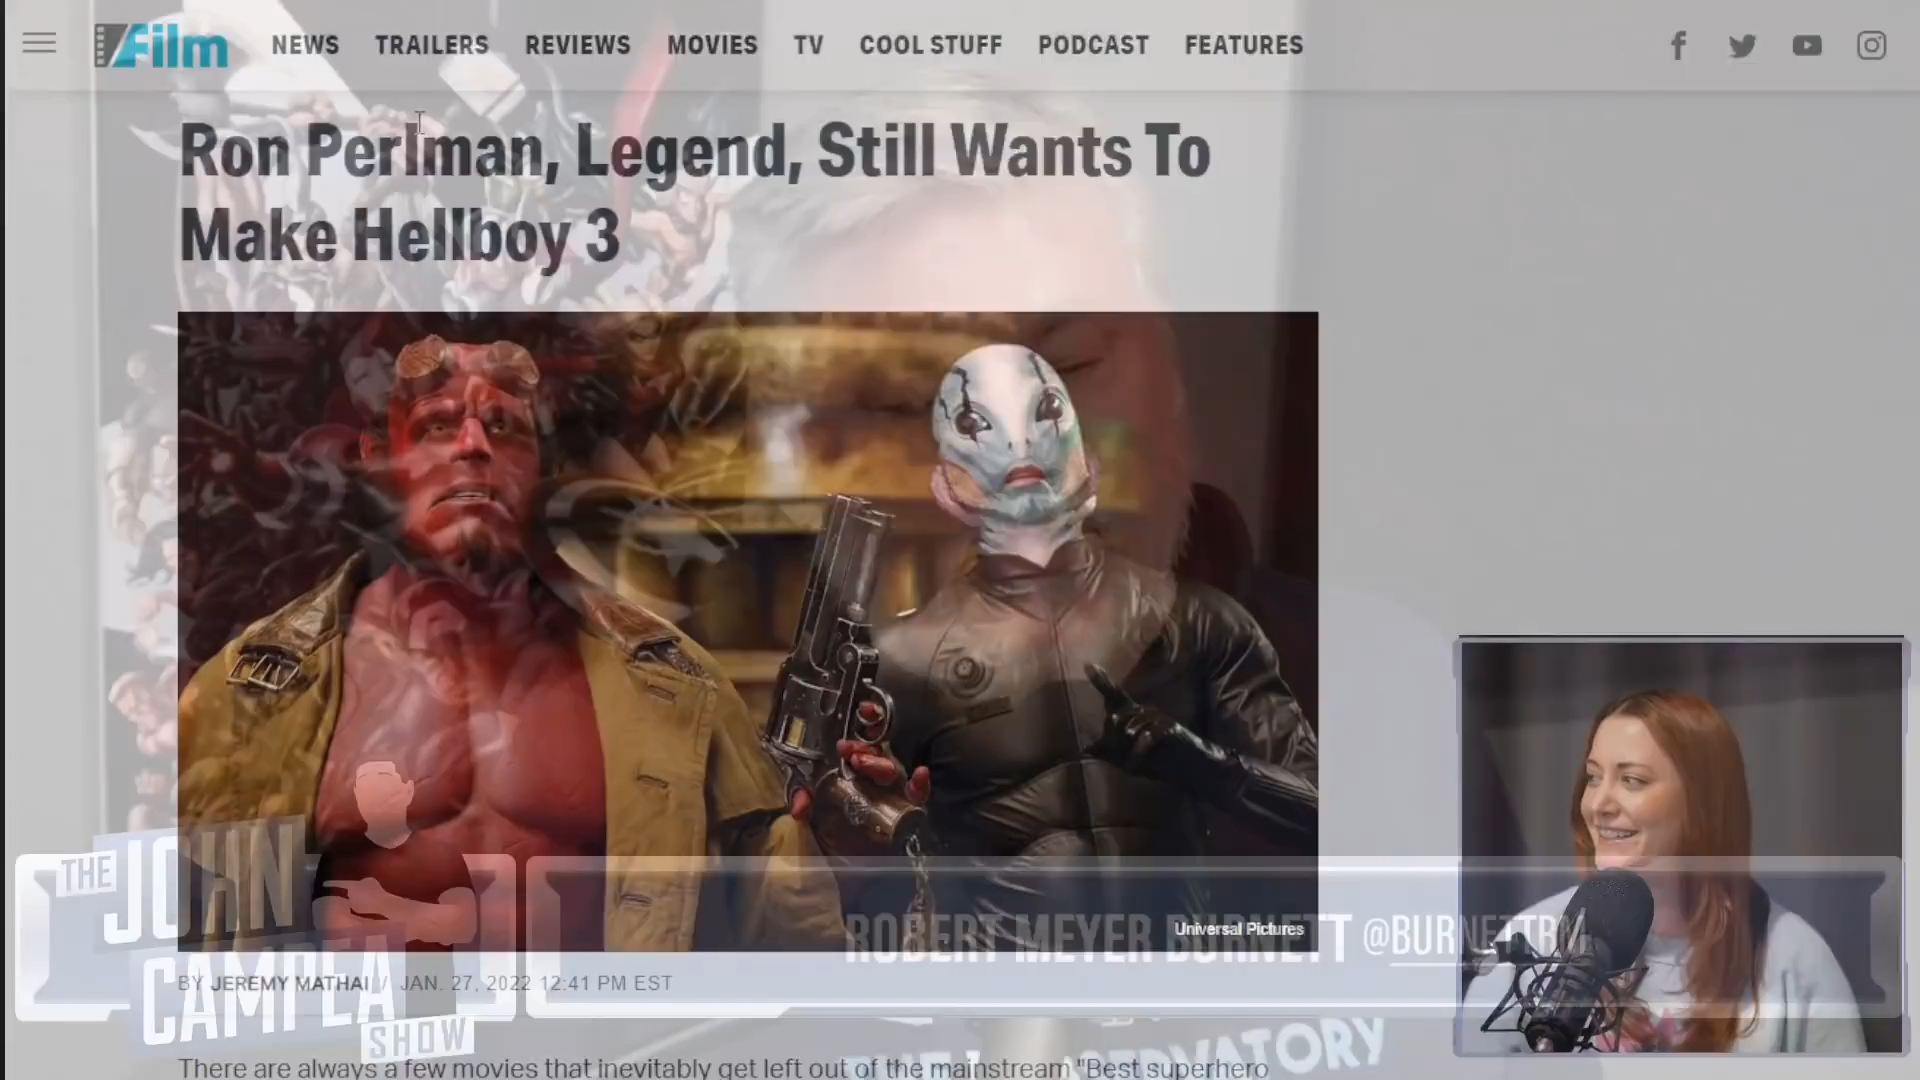 /Film
NEWS TRAILERS REVIEWS MOVIES TV COOL STUFF PODCAST FEATURES
Ron Perlman, Legend, Still Wants To
Make Hellboy 3
Universal Pictures
ROBERT MEYER BURNETT @BURNETTRM
THE
JOHN
CAMPEA
SHOW
BY JEREMY MATHAI / JAN. 27, 2022 12:41 PM EST
There are always a few movies that inevitably get left out of the mainstream "Best superhero